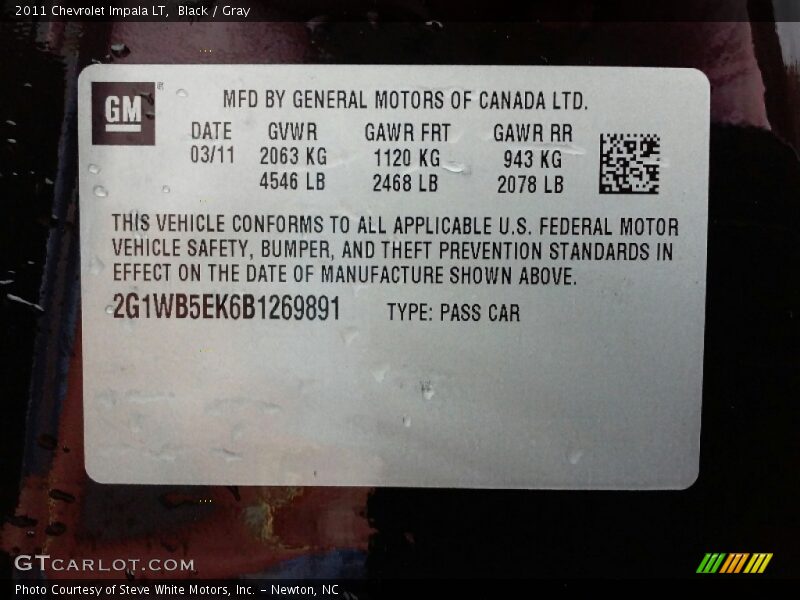 2011 Chevrolet Impala LT,  Black / Gray
GM®
MFD BY GENERAL MOTORS OF CANADA LTD.
DATE GVWR GAWR FRT GAWR RR
03/11 2063 KG 1120 KG 943 KG
4546 LB 2468 LB 2078 LB
THIS VEHICLE CONFORMS TO ALL APPLICABLE U.S. FEDERAL MOTOR
VEHICLE SAFETY, BUMPER, AND THEFT PREVENTION STANDARDS IN
EFFECT ON THE DATE OF MANUFACTURE SHOWN ABOVE.
2G1WB5EK6B1269891 TYPE: PASS CAR
GTCARLOT.COM
Photo Courtesy of Steve White Motors, Inc. – Newton, NC